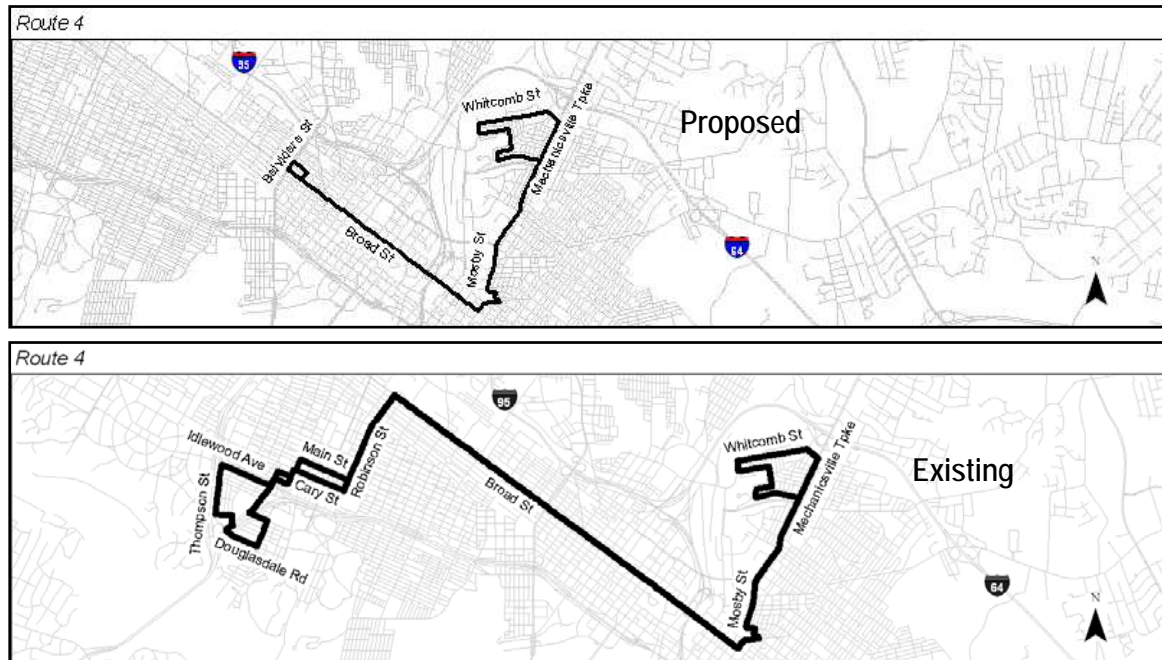 Route 4
95
Whitcomb St
Mechanicsville Tpke
Proposed
Belvidere St
Broad St
Mosby St
64
N
Route 4
95
Idlewood Ave
Main St
Robinson St
Whitcomb St
Existing
Cary St
Broad St
Mechanicsville Tpke
Thompson St
Douglasdale Rd
Mosby St
64
N